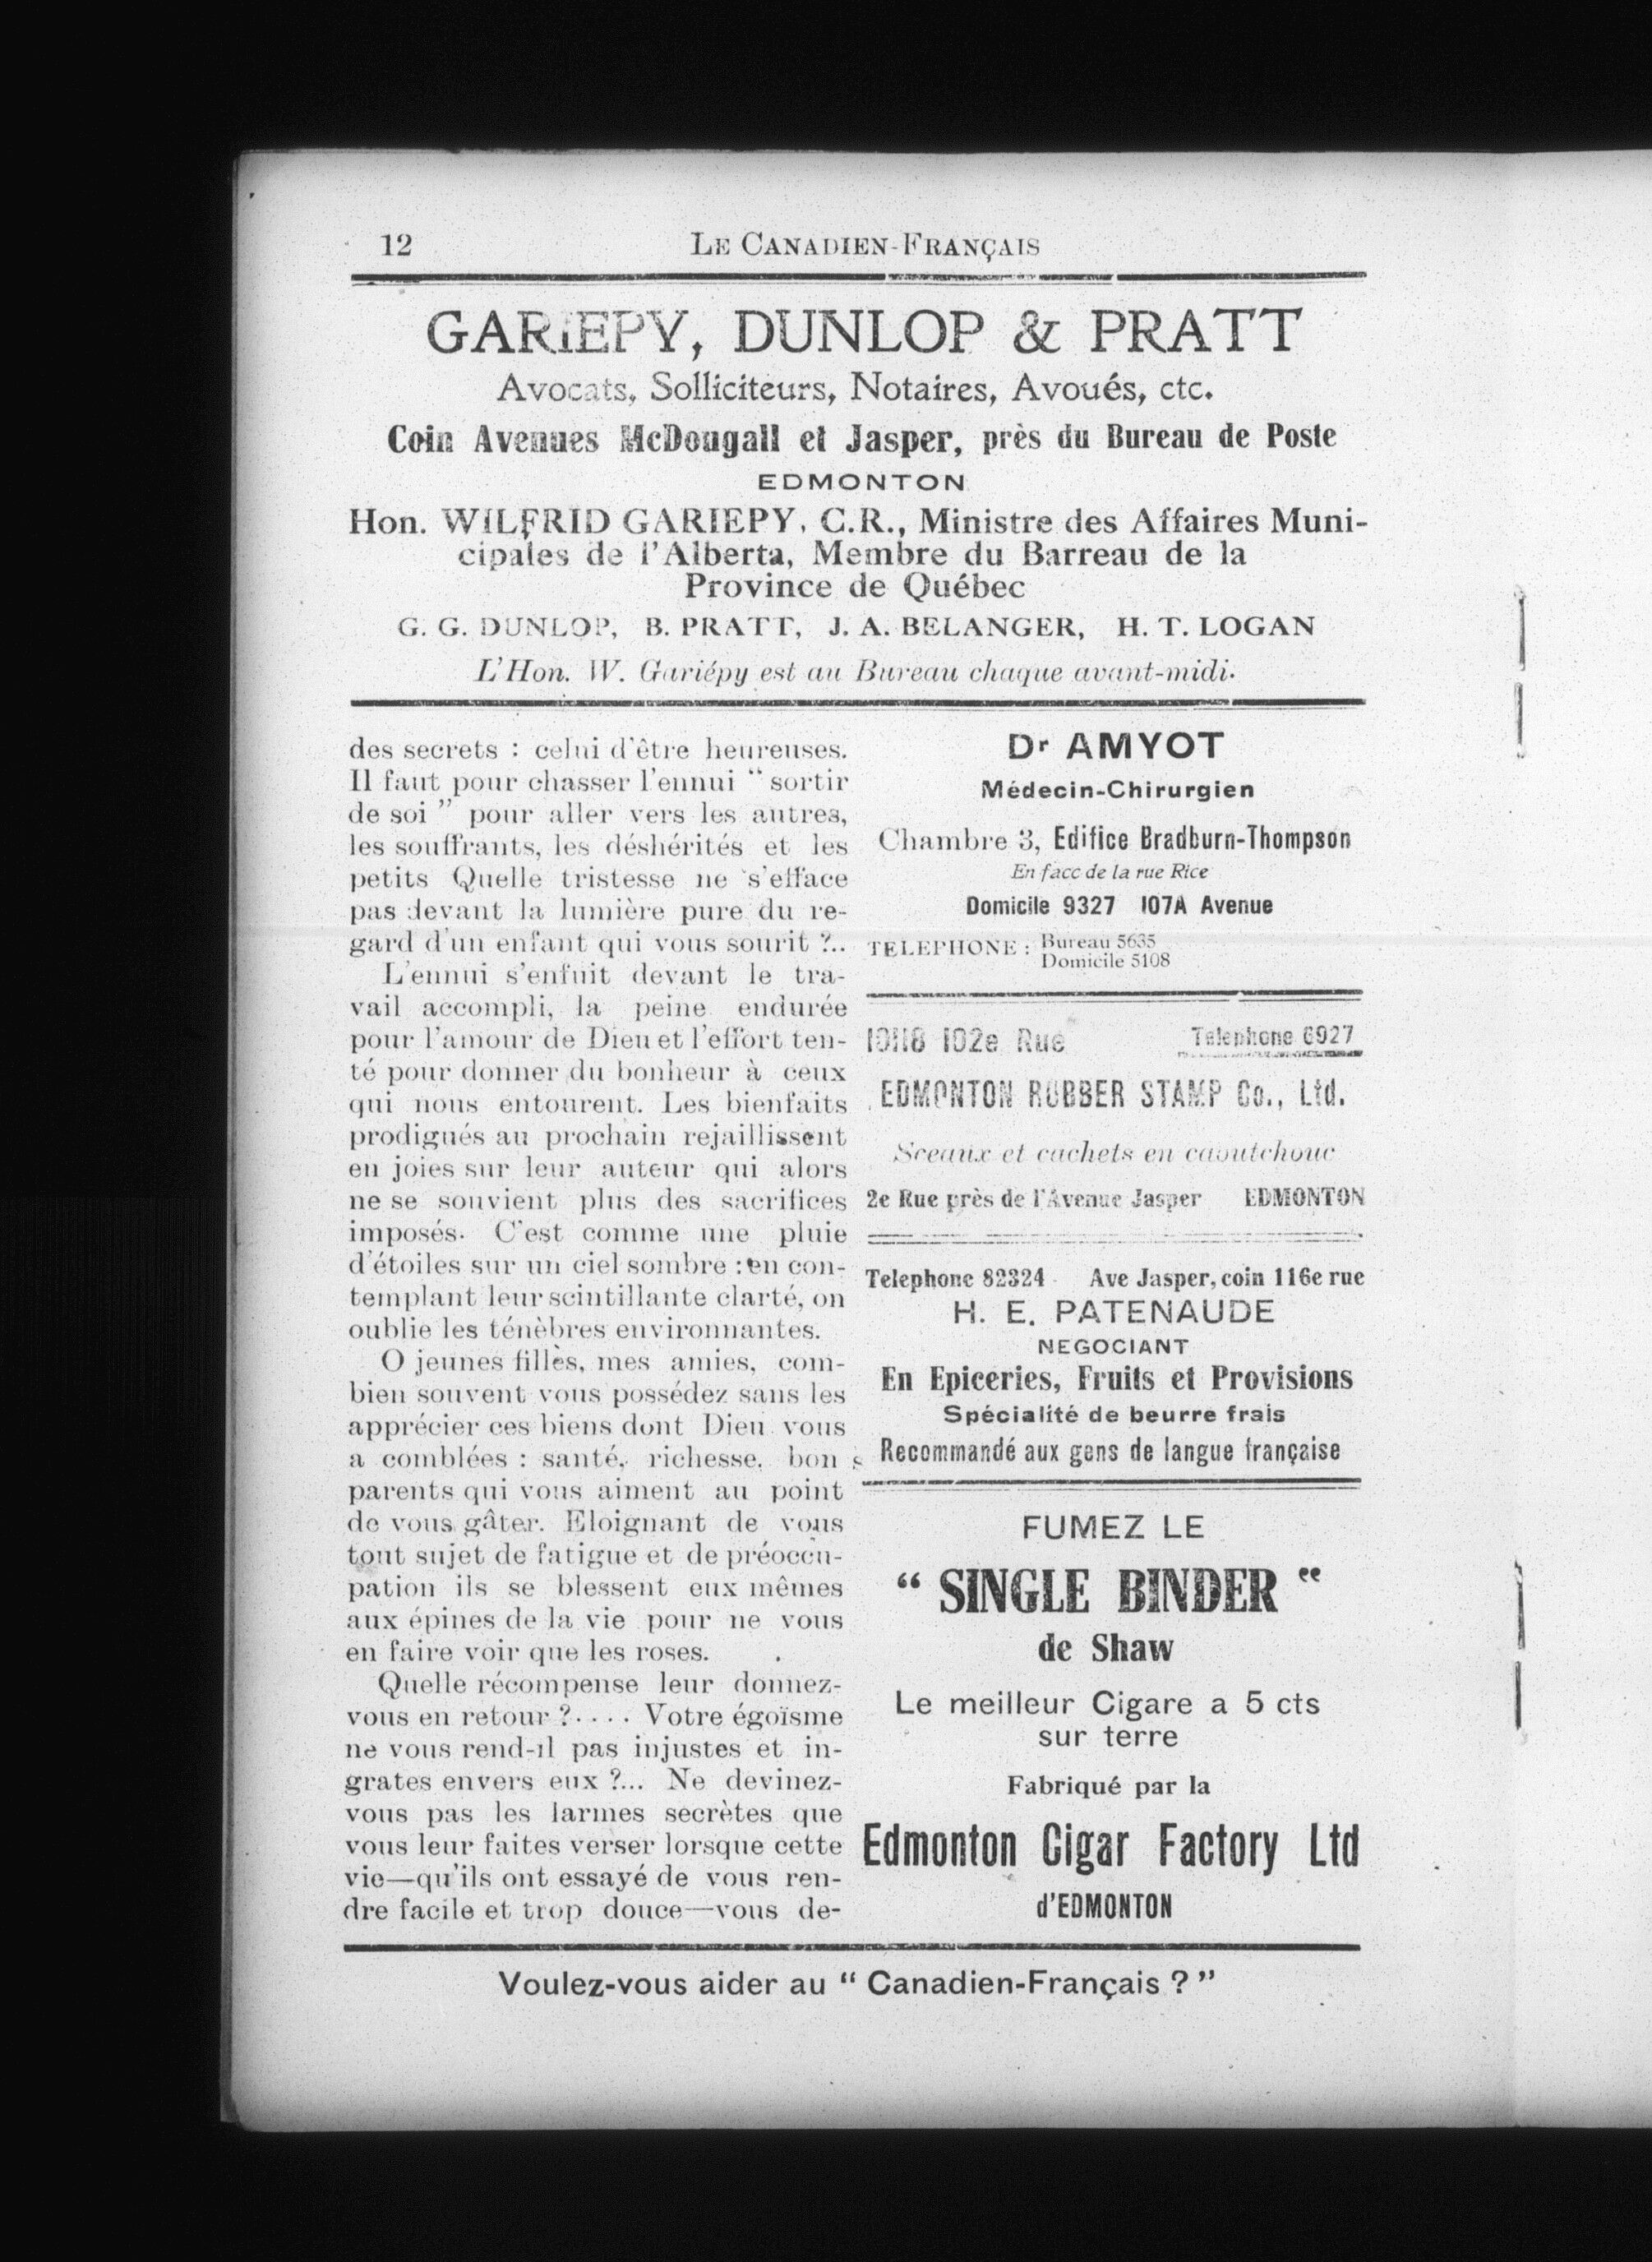 12
LE CANADIEN-FRANÇAIS
GARIEPY, DUNLOP & PRATT
Avocats, Solliciteurs, Notaires, Avoués, etc.
Coin Avenues McDougall et Jasper, près du Bureau de Poste
EDMONTON
Hon. WILFRID GARIEPY, C.R., Ministre des Affaires Muni-
cipales de l'Alberta, Membre du Barreau de la
Province de Québec
G. G. DUNLOP, B. PRATT, J. A. BELANGER, H. T. LOGAN
L'Hon. W. Gariépy est au Bureau chaque avant-midi.
des secrets : celui d'être heureuses.
Il faut pour chasser l'ennui " sortir
de soi " pour aller vers les autres,
les souffrants, les déshérités et les
petits Quelle tristesse ne s'efface
pas devant la lumière pure du re-
gard d'un enfant qui vous sourit ?..
L'ennui s'enfuit devant le tra-
vail accompli, la peine endurée
pour l'amour de Dieu et l'effort ten-
té pour donner du bonheur à ceux
qui nous entourent. Les bienfaits
prodigués au prochain rejaillissent
en joies sur leur auteur qui alors
ne se souvient plus des sacrifices
imposés. C'est comme une pluie
d'étoiles sur un ciel sombre : en con-
templant leur scintillante clarté, on
oublie les ténèbres environnantes.
O jeunes filles, mes amies, com-
bien souvent vous possédez sans les
apprécier ces biens dont Dieu vous
a comblées : santé, richesse, bon s
parents qui vous aiment au point
de vous gâter. Eloignant de vous
tout sujet de fatigue et de préoccu-
pation ils se blessent eux mêmes
aux épines de la vie pour ne vous
en faire voir que les roses.
Quelle récompense leur donnez-
vous en retour ?.... Votre égoïsme
ne vous rend-il pas injustes et in-
grates envers eux ?... Ne devinez-
vous pas les larmes secrètes que
vous leur faites verser lorsque cette
vie—qu'ils ont essayé de vous ren-
dre facile et trop douce—vous de-
Dr AMYOT
Médecin-Chirurgien
Chambre 3, Edifice Bradburn-Thompson
En face de la rue Rice
Domicile 9327 107A Avenue
TELEPHONE : Bureau 5635
Domicile 5108
10118 102e Rue Telephone 6927
EDMONTON RUBBER STAMP Co., Ltd.
Sceaux et cachets en caoutchouc
2e Rue près de l'Avenue Jasper EDMONTON
Telephone 82324 Ave Jasper, coin 116e rue
H. E. PATENAUDE
NEGOCIANT
En Epiceries, Fruits et Provisions
Spécialité de beurre frais
Recommandé aux gens de langue française
FUMEZ LE
" SINGLE BINDER "
de Shaw
Le meilleur Cigare a 5 cts
sur terre
Fabriqué par la
Edmonton Cigar Factory Ltd
d'EDMONTON
Voulez-vous aider au " Canadien-Français ? "